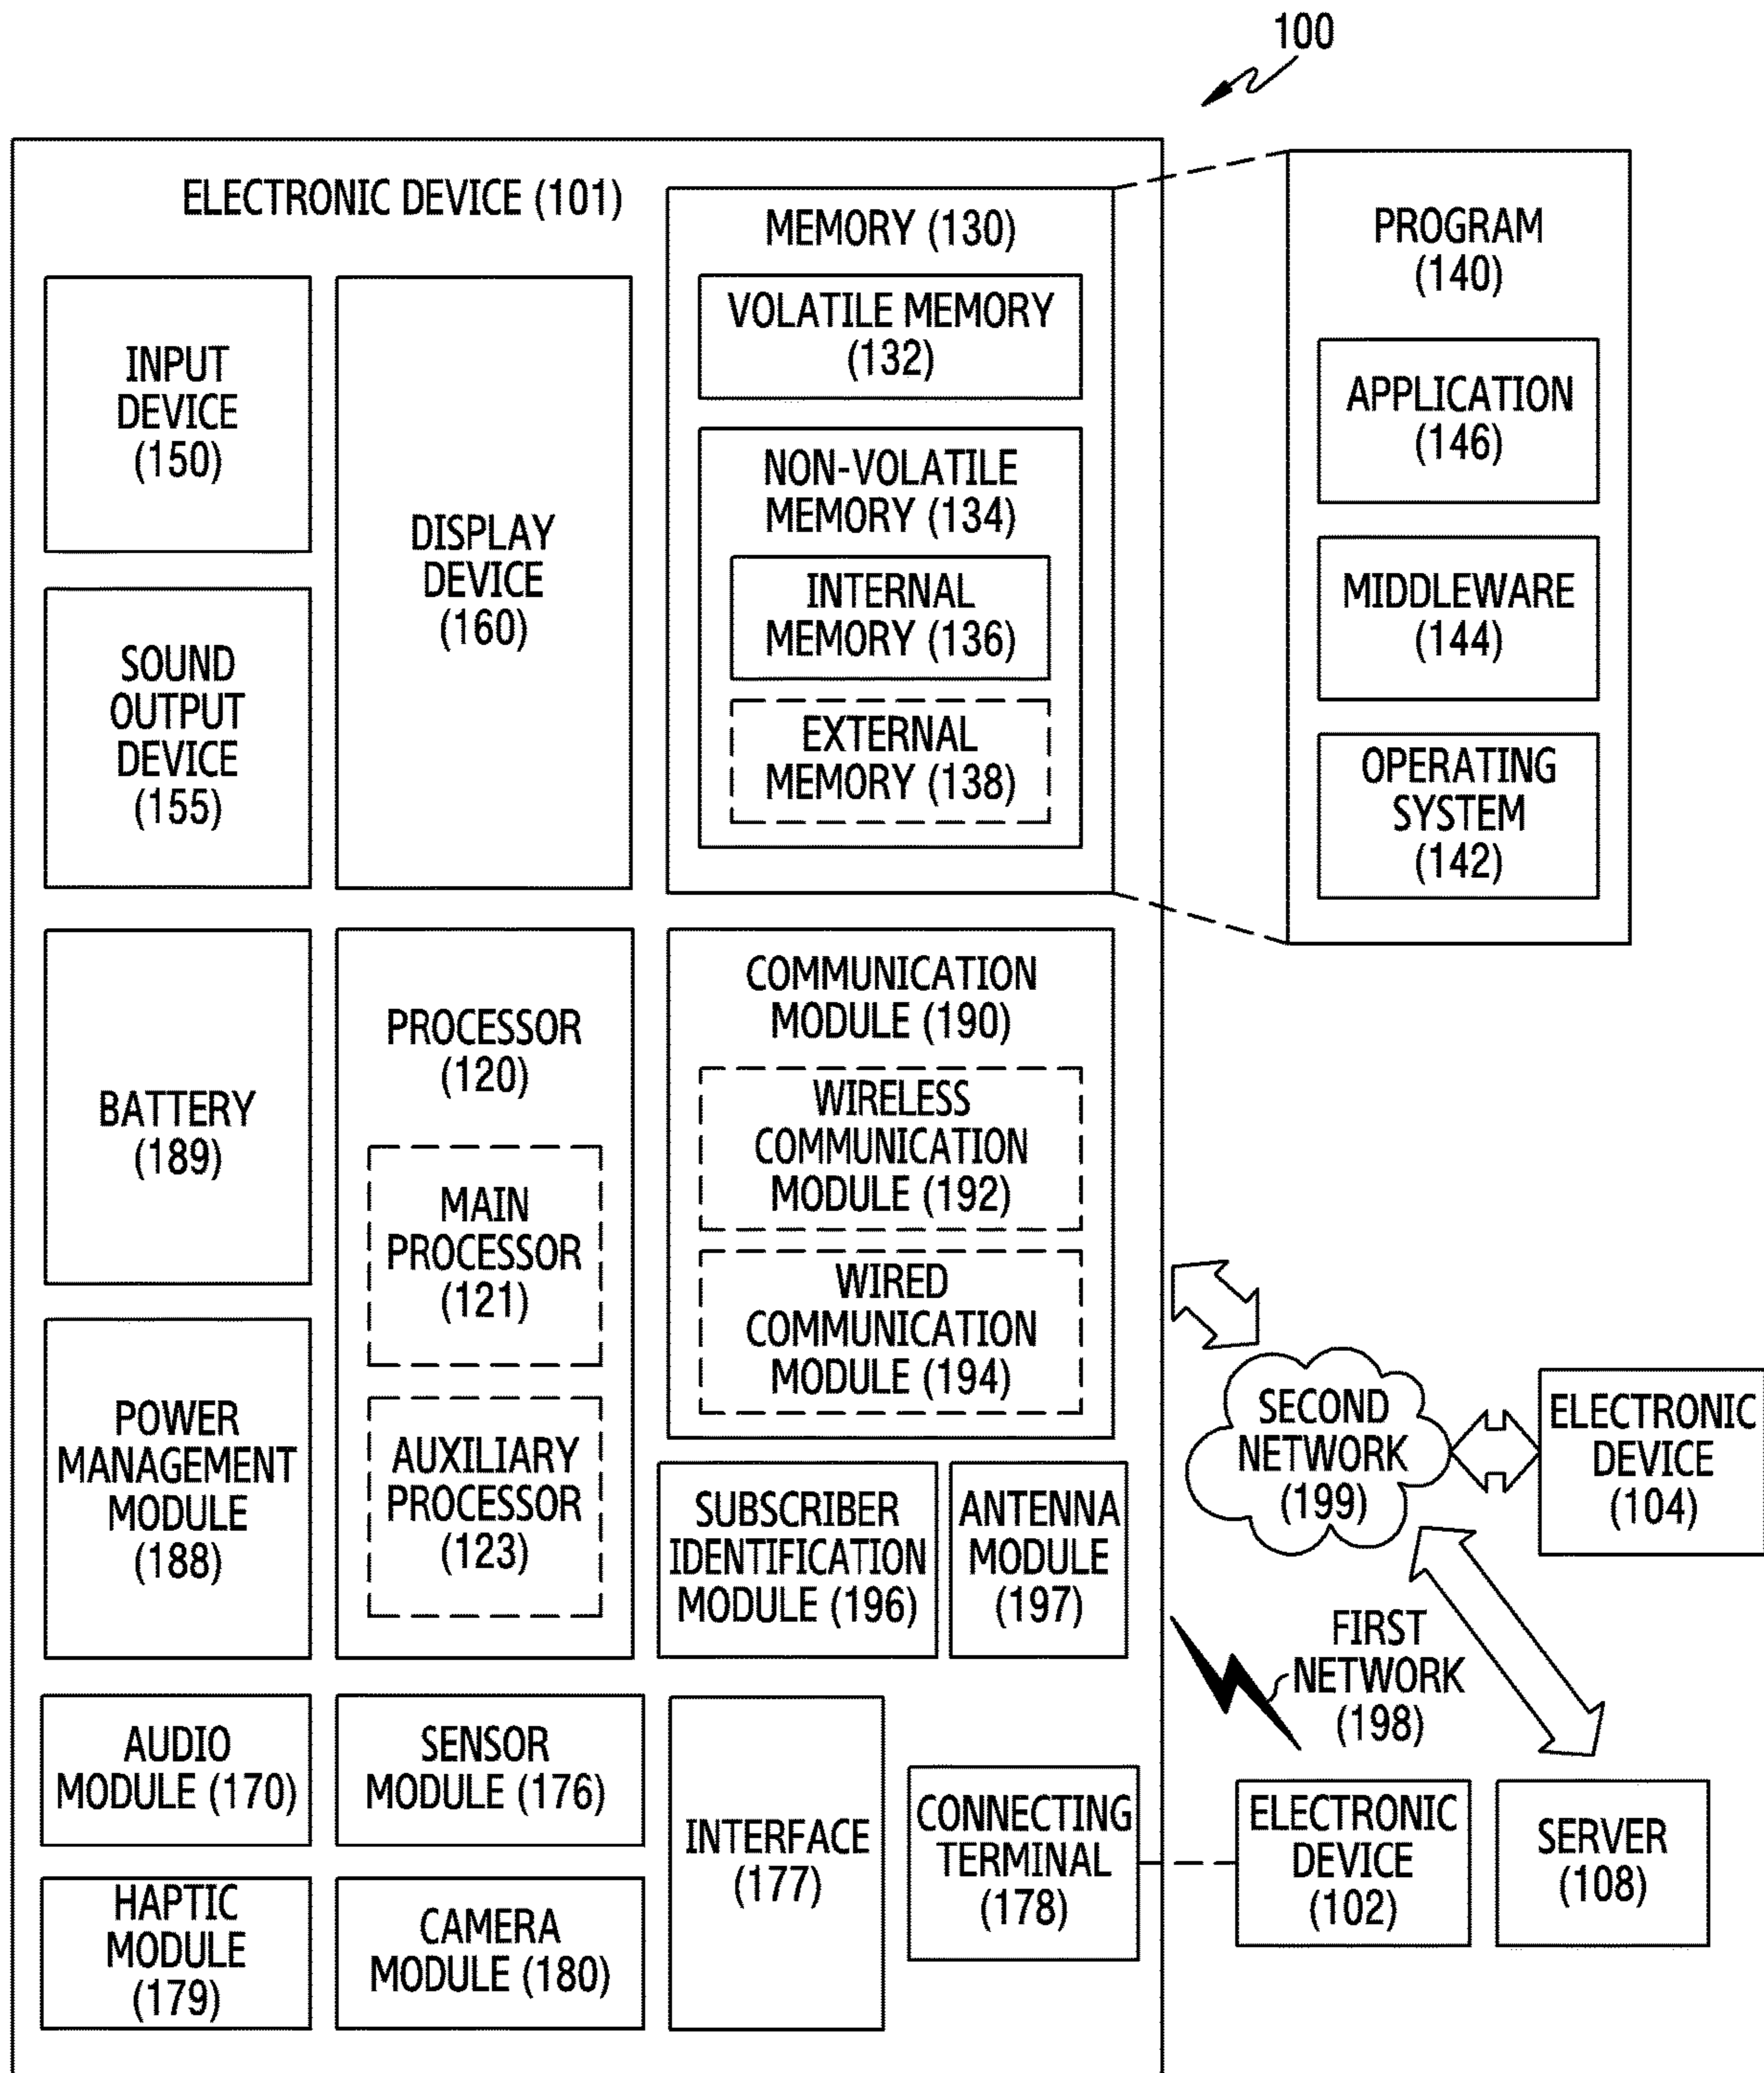 100
ELECTRONIC DEVICE (101)
INPUT
DEVICE
(150)
SOUND
OUTPUT
DEVICE
(155)
DISPLAY
DEVICE
(160)
MEMORY (130)
VOLATILE MEMORY
(132)
NON-VOLATILE
MEMORY (134)
INTERNAL
MEMORY (136)
EXTERNAL
MEMORY (138)
PROGRAM
(140)
APPLICATION
(146)
MIDDLEWARE
(144)
OPERATING
SYSTEM
(142)
BATTERY
(189)
POWER
MANAGEMENT
MODULE
(188)
PROCESSOR
(120)
MAIN
PROCESSOR
(121)
AUXILIARY
PROCESSOR
(123)
COMMUNICATION
MODULE (190)
WIRELESS
COMMUNICATION
MODULE (192)
WIRED
COMMUNICATION
MODULE (194)
SUBSCRIBER
IDENTIFICATION
MODULE (196)
ANTENNA
MODULE
(197)
SECOND
NETWORK
(199)
ELECTRONIC
DEVICE
(104)
FIRST
NETWORK
(198)
AUDIO
MODULE (170)
SENSOR
MODULE (176)
HAPTIC
MODULE
(179)
CAMERA
MODULE (180)
INTERFACE
(177)
CONNECTING
TERMINAL
(178)
ELECTRONIC
DEVICE
(102)
SERVER
(108)